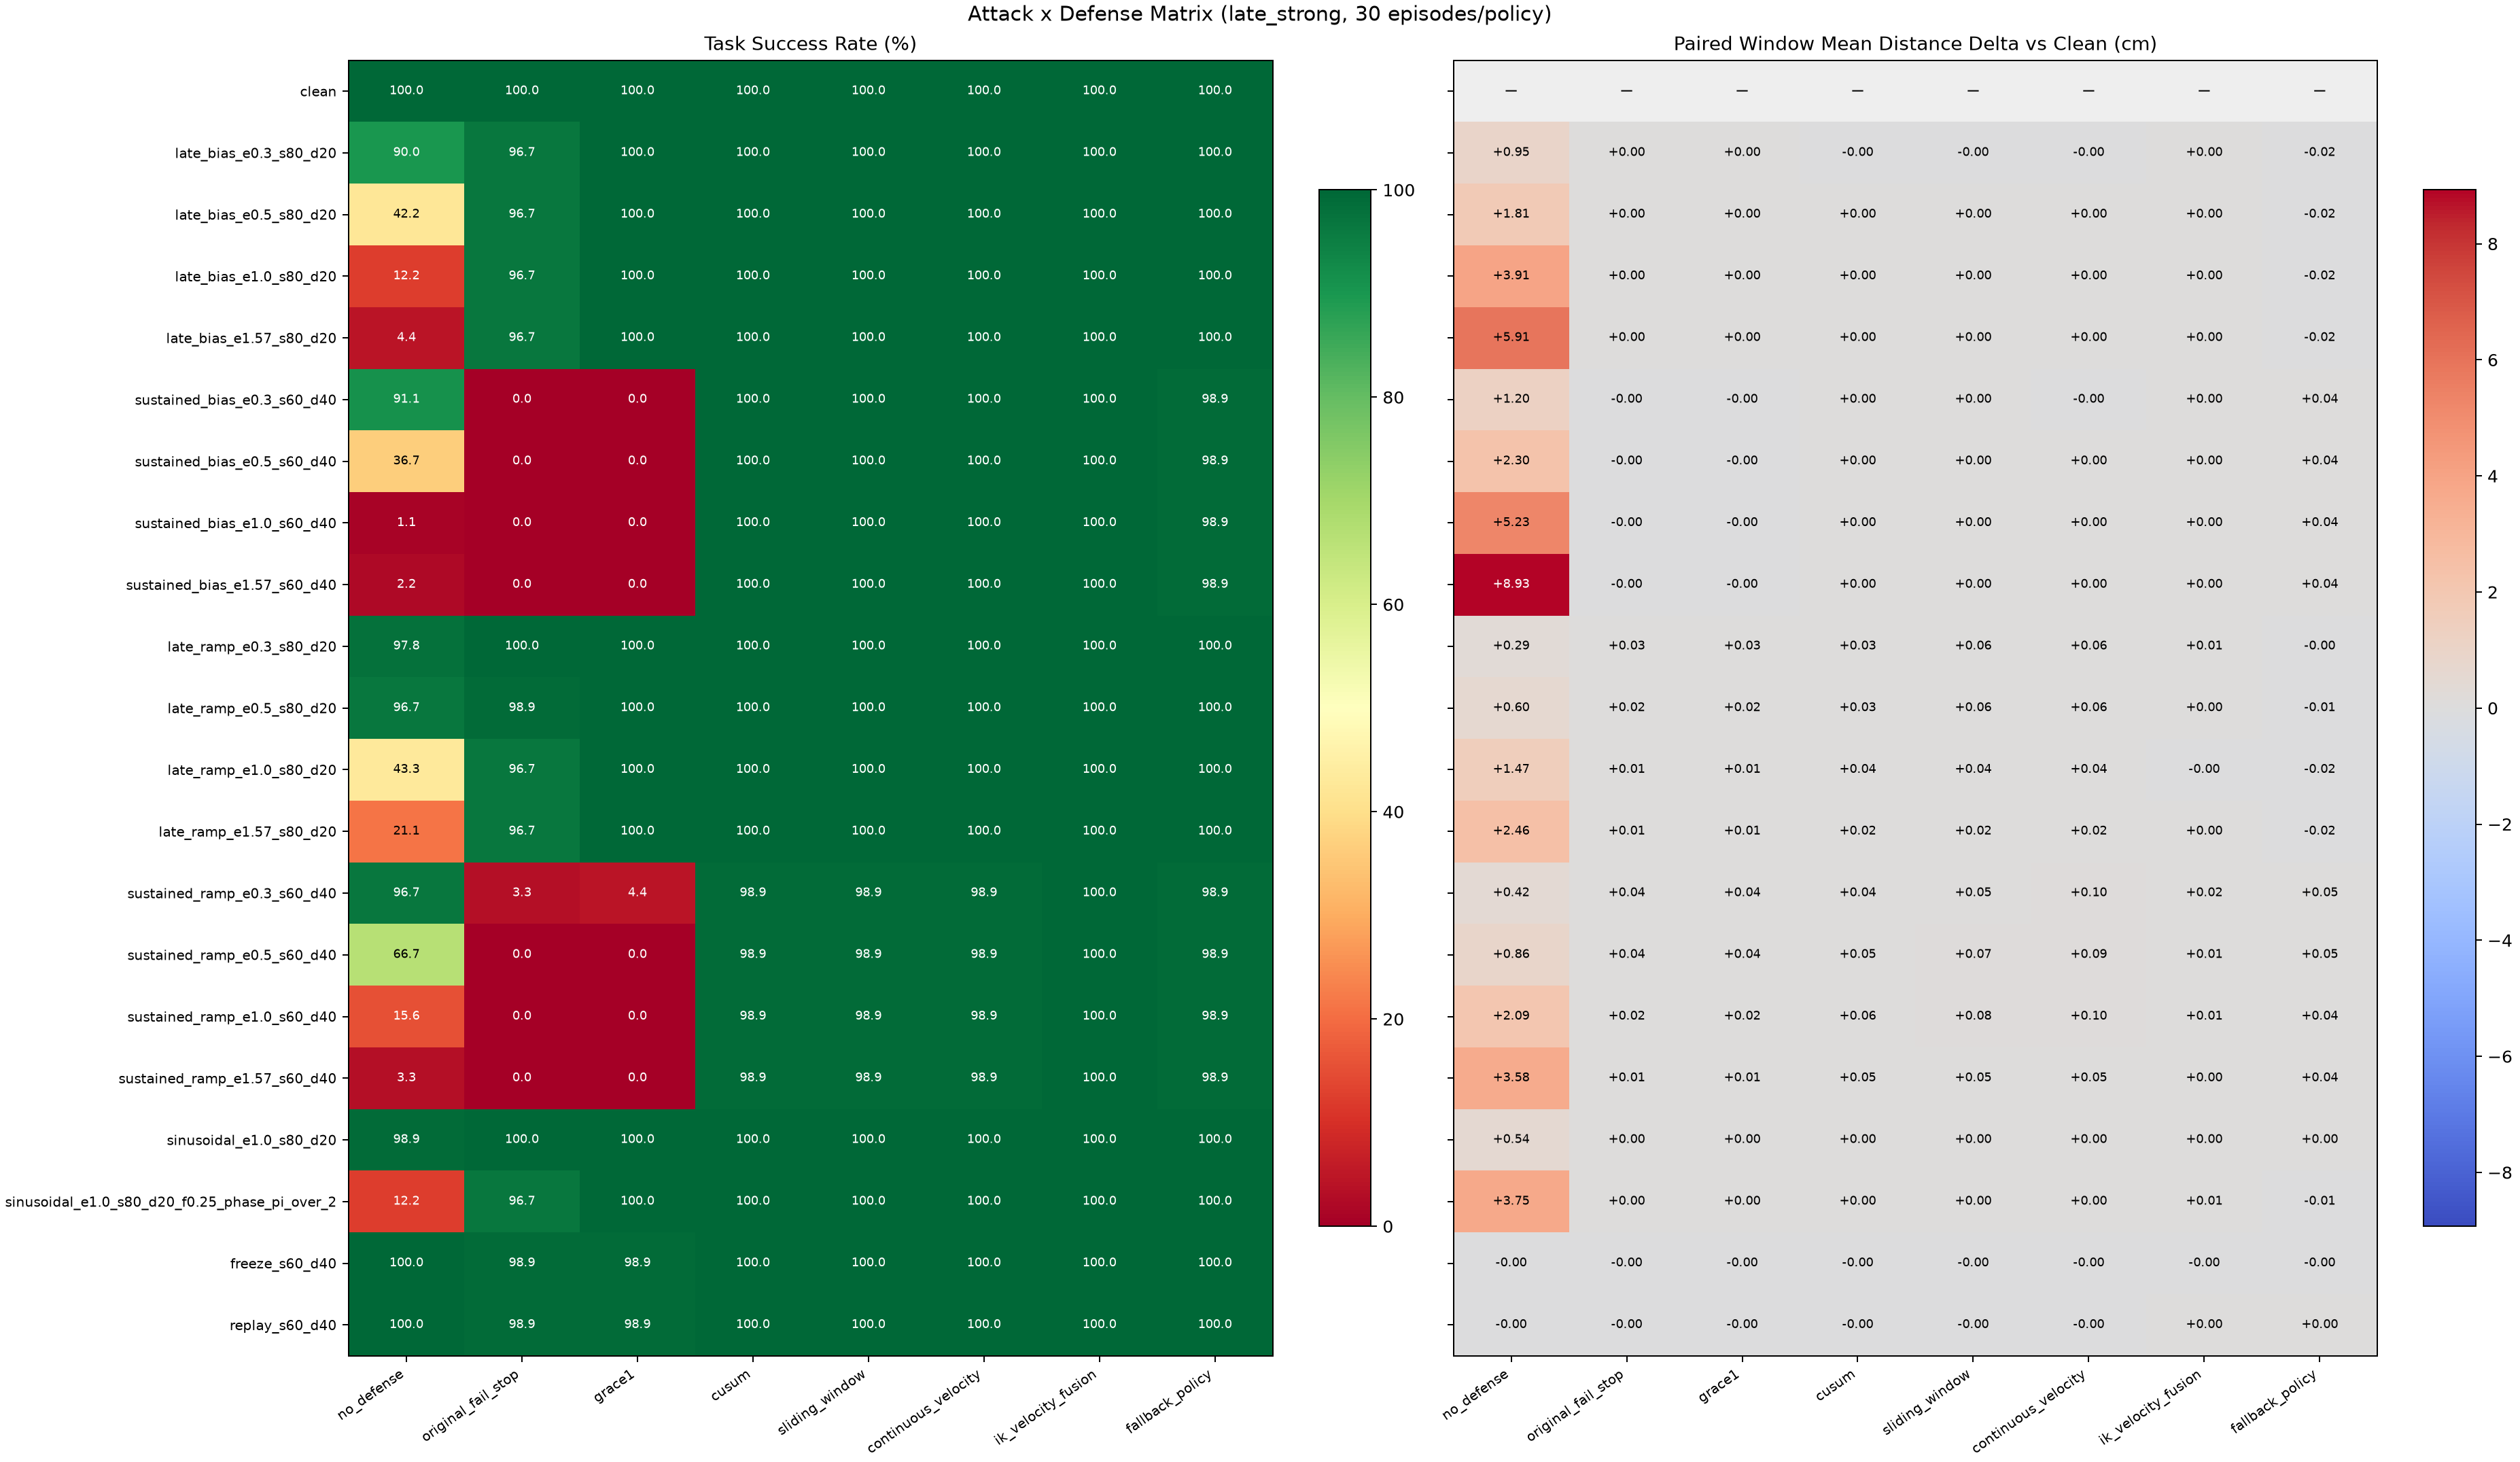 Attack x Defense Matrix (late_strong, 30 episodes/policy)
Task Success Rate (%)
clean 100.0 100.0 100.0 100.0 100.0 100.0 100.0 100.0
late_bias_e0.3_s80_d20 90.0 96.7 100.0 100.0 100.0 100.0 100.0 100.0
late_bias_e0.5_s80_d20 42.2 96.7 100.0 100.0 100.0 100.0 100.0 100.0
late_bias_e1.0_s80_d20 12.2 96.7 100.0 100.0 100.0 100.0 100.0 100.0
late_bias_e1.57_s80_d20 4.4 96.7 100.0 100.0 100.0 100.0 100.0 100.0
sustained_bias_e0.3_s60_d40 91.1 0.0 0.0 100.0 100.0 100.0 100.0 98.9
sustained_bias_e0.5_s60_d40 36.7 0.0 0.0 100.0 100.0 100.0 100.0 98.9
sustained_bias_e1.0_s60_d40 1.1 0.0 0.0 100.0 100.0 100.0 100.0 98.9
sustained_bias_e1.57_s60_d40 2.2 0.0 0.0 100.0 100.0 100.0 100.0 98.9
late_ramp_e0.3_s80_d20 97.8 100.0 100.0 100.0 100.0 100.0 100.0 100.0
late_ramp_e0.5_s80_d20 96.7 98.9 100.0 100.0 100.0 100.0 100.0 100.0
late_ramp_e1.0_s80_d20 43.3 96.7 100.0 100.0 100.0 100.0 100.0 100.0
late_ramp_e1.57_s80_d20 21.1 96.7 100.0 100.0 100.0 100.0 100.0 100.0
sustained_ramp_e0.3_s60_d40 96.7 3.3 4.4 98.9 98.9 98.9 100.0 98.9
sustained_ramp_e0.5_s60_d40 66.7 0.0 0.0 98.9 98.9 98.9 100.0 98.9
sustained_ramp_e1.0_s60_d40 15.6 0.0 0.0 98.9 98.9 98.9 100.0 98.9
sustained_ramp_e1.57_s60_d40 3.3 0.0 0.0 98.9 98.9 98.9 100.0 98.9
sinusoidal_e1.0_s80_d20 98.9 100.0 100.0 100.0 100.0 100.0 100.0 100.0
sinusoidal_e1.0_s80_d20_f0.25_phase_pi_over_2 12.2 96.7 100.0 100.0 100.0 100.0 100.0 100.0
freeze_s60_d40 100.0 98.9 98.9 100.0 100.0 100.0 100.0 100.0
replay_s60_d40 100.0 98.9 98.9 100.0 100.0 100.0 100.0 100.0
no_defense original_fail_stop grace1 cusum sliding_window continuous_velocity ik_velocity_fusion fallback_policy
100
80
60
40
20
0
Paired Window Mean Distance Delta vs Clean (cm)
— — — — — — — —
+0.95 +0.00 +0.00 -0.00 -0.00 -0.00 +0.00 -0.02
+1.81 +0.00 +0.00 +0.00 +0.00 +0.00 +0.00 -0.02
+3.91 +0.00 +0.00 +0.00 +0.00 +0.00 +0.00 -0.02
+5.91 +0.00 +0.00 +0.00 +0.00 +0.00 +0.00 -0.02
+1.20 -0.00 -0.00 +0.00 +0.00 -0.00 +0.00 +0.04
+2.30 -0.00 -0.00 +0.00 +0.00 +0.00 +0.00 +0.04
+5.23 -0.00 -0.00 +0.00 +0.00 +0.00 +0.00 +0.04
+8.93 -0.00 -0.00 +0.00 +0.00 +0.00 +0.00 +0.04
+0.29 +0.03 +0.03 +0.03 +0.06 +0.06 +0.01 -0.00
+0.60 +0.02 +0.02 +0.03 +0.06 +0.06 +0.00 -0.01
+1.47 +0.01 +0.01 +0.04 +0.04 +0.04 -0.00 -0.02
+2.46 +0.01 +0.01 +0.02 +0.02 +0.02 +0.00 -0.02
+0.42 +0.04 +0.04 +0.04 +0.05 +0.10 +0.02 +0.05
+0.86 +0.04 +0.04 +0.05 +0.07 +0.09 +0.01 +0.05
+2.09 +0.02 +0.02 +0.06 +0.08 +0.10 +0.01 +0.04
+3.58 +0.01 +0.01 +0.05 +0.05 +0.05 +0.00 +0.04
+0.54 +0.00 +0.00 +0.00 +0.00 +0.00 +0.00 +0.00
+3.75 +0.00 +0.00 +0.00 +0.00 +0.00 +0.01 -0.01
-0.00 -0.00 -0.00 -0.00 -0.00 -0.00 -0.00 -0.00
-0.00 -0.00 -0.00 -0.00 -0.00 -0.00 +0.00 +0.00
no_defense original_fail_stop grace1 cusum sliding_window continuous_velocity ik_velocity_fusion fallback_policy
8
6
4
2
0
−2
−4
−6
−8